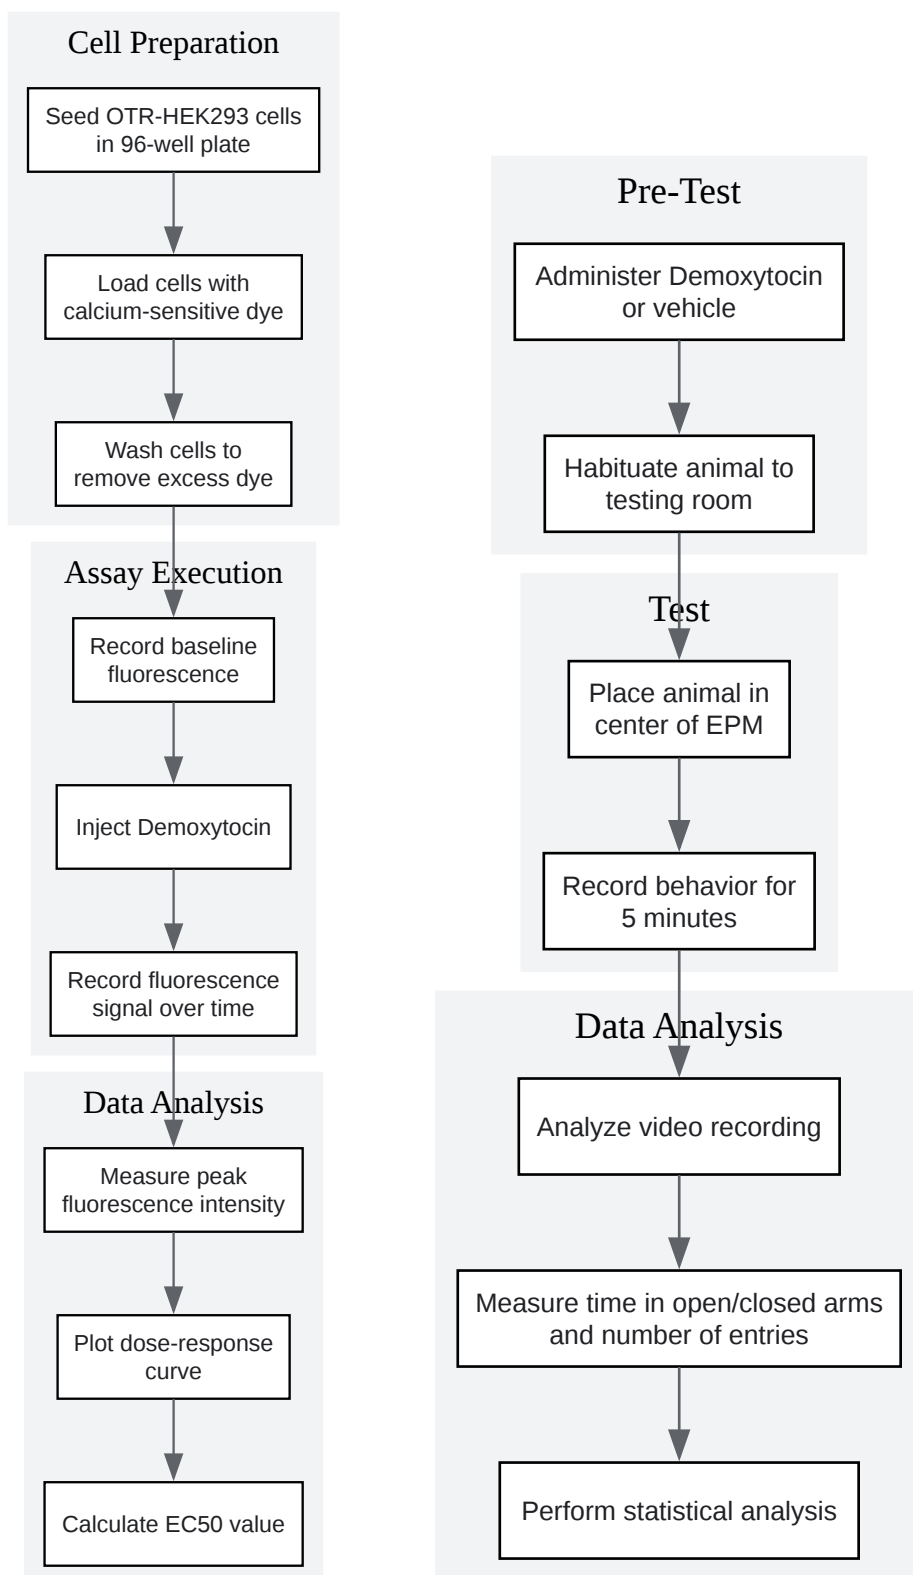 Cell Preparation
Seed OTR-HEK293 cells
in 96-well plate
Load cells with
calcium-sensitive dye
Wash cells to
remove excess dye
Assay Execution
Record baseline
fluorescence
Inject Demoxytocin
Record fluorescence
signal over time
Data Analysis
Measure peak
fluorescence intensity
Plot dose-response
curve
Calculate EC50 value
Pre-Test
Administer Demoxytocin
or vehicle
Habituate animal to
testing room
Test
Place animal in
center of EPM
Record behavior for
5 minutes
Data Analysis
Analyze video recording
Measure time in open/closed arms
and number of entries
Perform statistical analysis